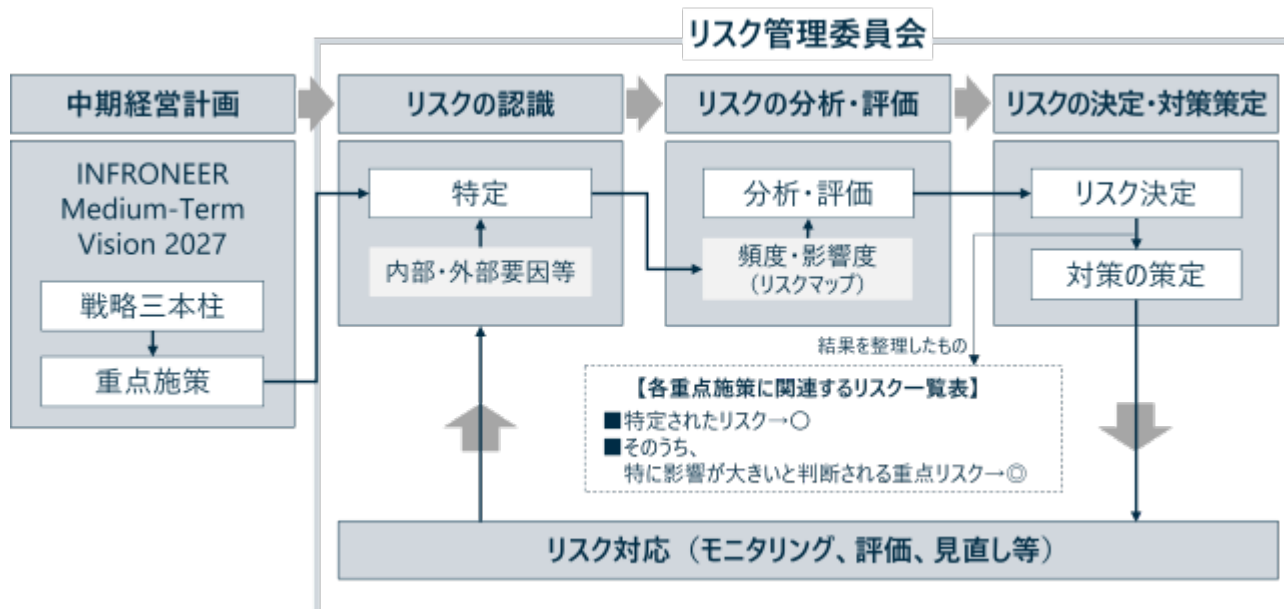 リスク管理委員会
中期経営計画
リスクの認識
リスクの分析・評価
リスクの決定・対策策定
INFRONEER
Medium-Term
Vision 2027
戦略三本柱
重点施策
特定
内部・外部要因等
分析・評価
頻度・影響度
(リスクマップ)
リスク決定
対策の策定
結果を整理したもの
【各重点施策に関連するリスク一覧表】
■特定されたリスク→○
■そのうち、
特に影響が大きいと判断される重点リスク→◎
リスク対応（モニタリング、評価、見直し等）